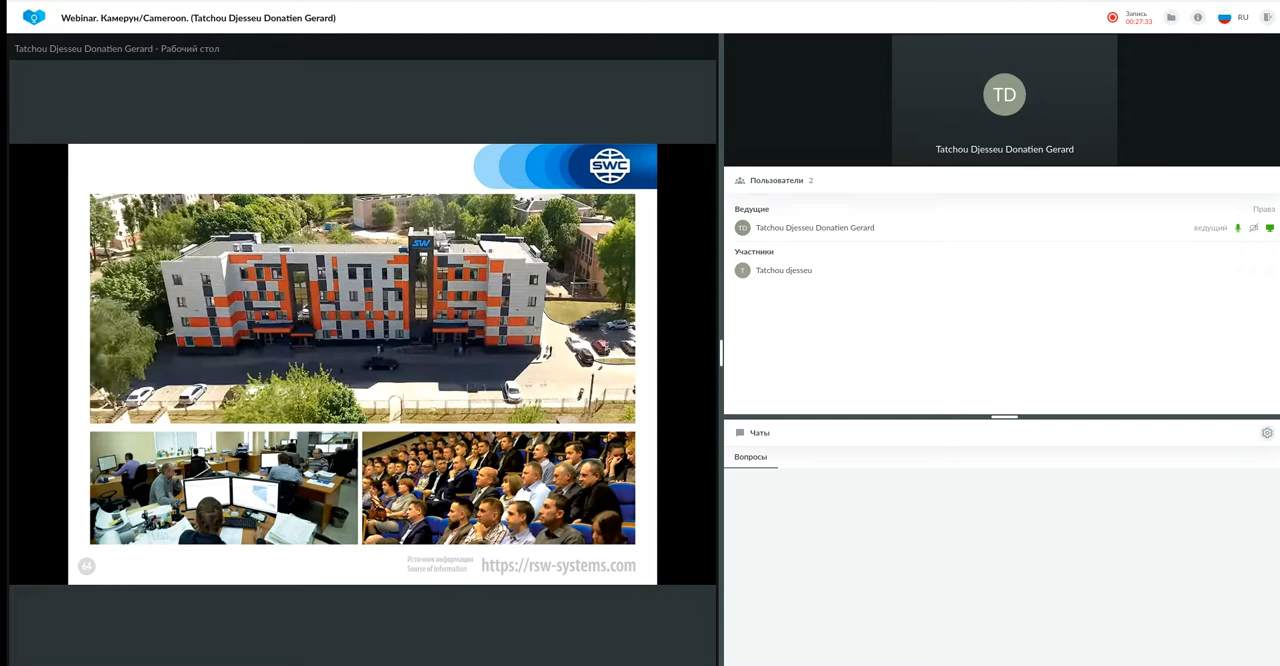 Webinar. Камерун/Cameroon. (Tatchou Djesseu Donatien Gerard)
Запись
00:27:33
RU
Tatchou Djesseu Donatien Gerard - Рабочий стол
TD
Tatchou Djesseu Donatien Gerard
SWC
SW
64
Источник информации
Sourse of Information
https://rsw-systems.com
Пользователи 2
Ведущие
Права
TD
Tatchou Djesseu Donatien Gerard
ведущий
Участники
T
Tatchou djesseu
Чаты
Вопросы